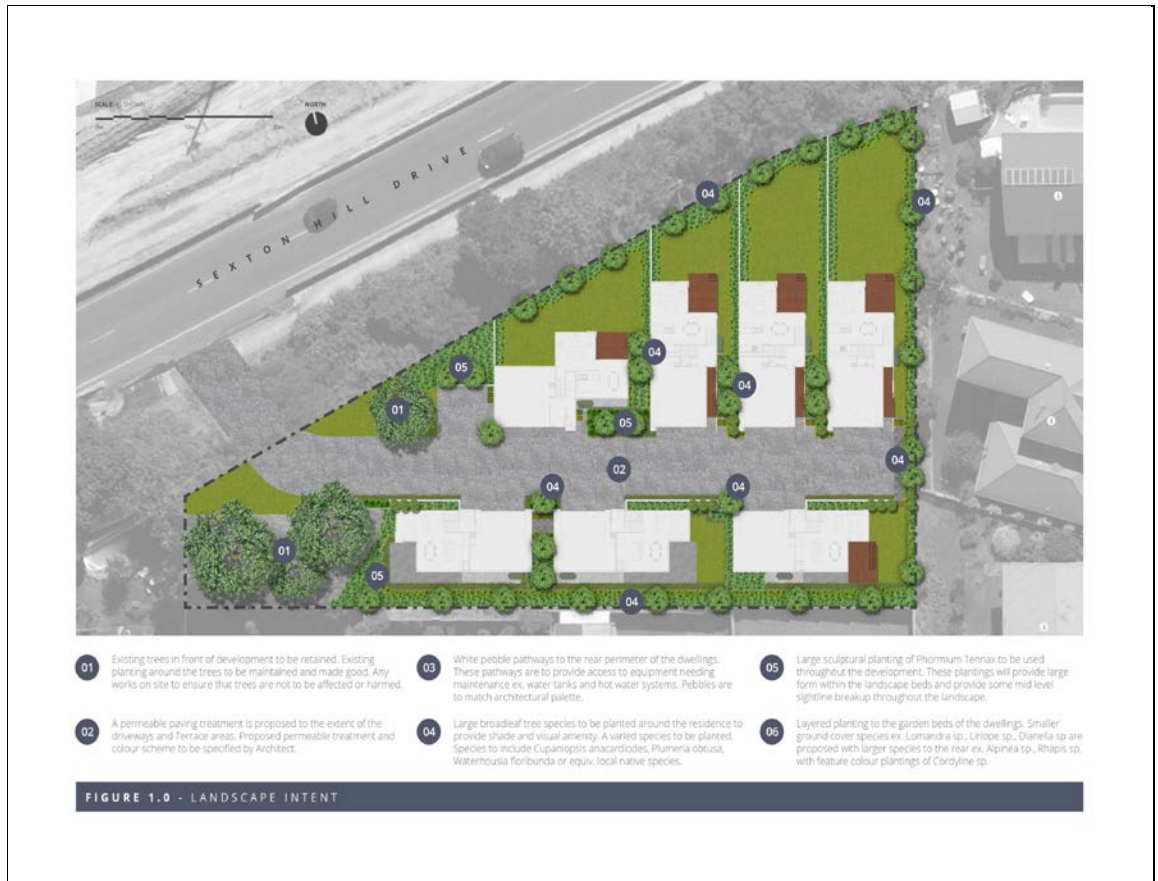 SCALE
NORTH
SEXTON HILL DRIVE
04
04
04
05
04
01
05
04
02
04
04
01
05
04
01
Existing trees in front of development to be retained. Existing
planting around the trees to be maintained and made good. Any
works on site to ensure that trees are not to be affected or harmed.
02
A permeable paving treatment is proposed to the extent of the
driveways and Terrace areas. Proposed permeable treatment and
colour scheme to be specified by Architect.
03
White pebble pathways to the rear perimeter of the dwellings.
These pathways are to provide access to equipment needing
maintenance ex. water tanks and hot water systems. Pebbles are
to match architectural palette.
04
Large broadleaf tree species to be planted around the residence to
provide shade and visual amenity. A varied species to be planted.
Species to include Cupaniopsis anacardiodes, Plumeria obtusa,
Waterhousia floribunda or equiv. local native species.
05
Large sculptural planting of Phormium Tennax to be used
throughout the development. These plantings will provide large
form within the landscape beds and provide some mid level
sightline breakup throughout the landscape.
06
Layered planting to the garden beds of the dwellings. Smaller
ground cover species ex. Lomandra sp., Liriope sp., Dianella sp are
proposed with larger species to the rear ex. Alpinea sp., Rhapis sp.
with feature colour plantings of Cordyline sp.
FIGURE 1.0 - LANDSCAPE INTENT